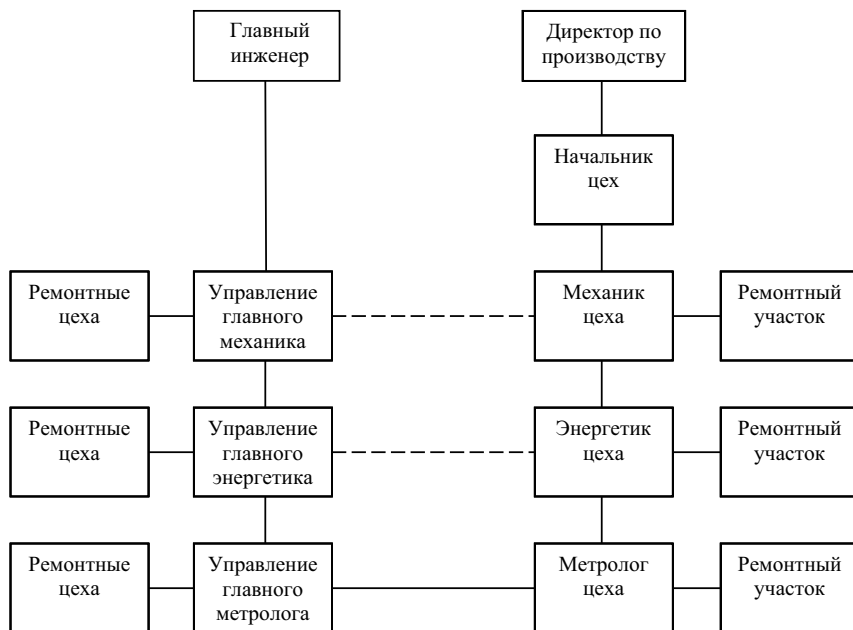 Главный
инженер
Директор по
производству
Начальник
цех
Ремонтные
цеха
Управление
главного
механика
Механик
цеха
Ремонтный
участок
Ремонтные
цеха
Управление
главного
энергетика
Энергетик
цеха
Ремонтный
участок
Ремонтные
цеха
Управление
главного
метролога
Метролог
цеха
Ремонтный
участок